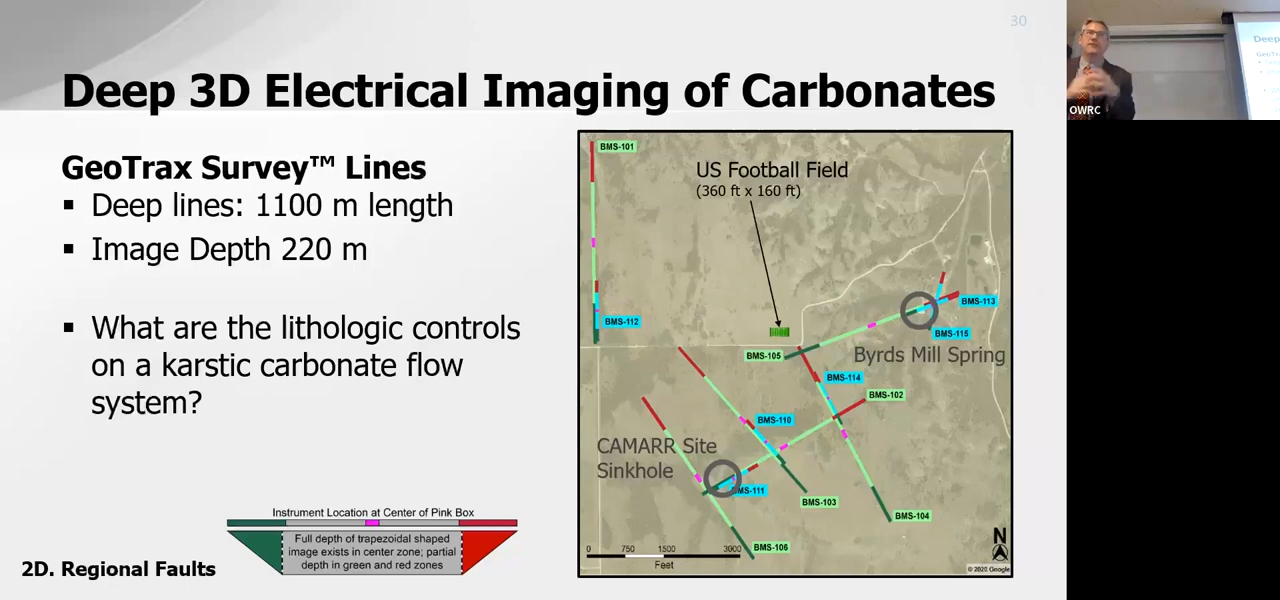 30
Deep 3D Electrical Imaging of Carbonates
GeoTrax Survey™ Lines
▪ Deep lines: 1100 m length
▪ Image Depth 220 m
▪ What are the lithologic controls
on a karstic carbonate flow
system?
Instrument Location at Center of Pink Box
Full depth of trapezoidal shaped
image exists in center zone; partial
depth in green and red zones
2D. Regional Faults
BMS-101
US Football Field
(360 ft x 160 ft)
BMS-113
BMS-112
BMS-115
BMS-105
Byrds Mill Spring
BMS-114
BMS-102
BMS-110
CAMARR Site
Sinkhole
BMS-111
BMS-103
BMS-104
BMS-106
0 750 1500 3000
Feet
N
© 2020 Google
OWRC
Deep